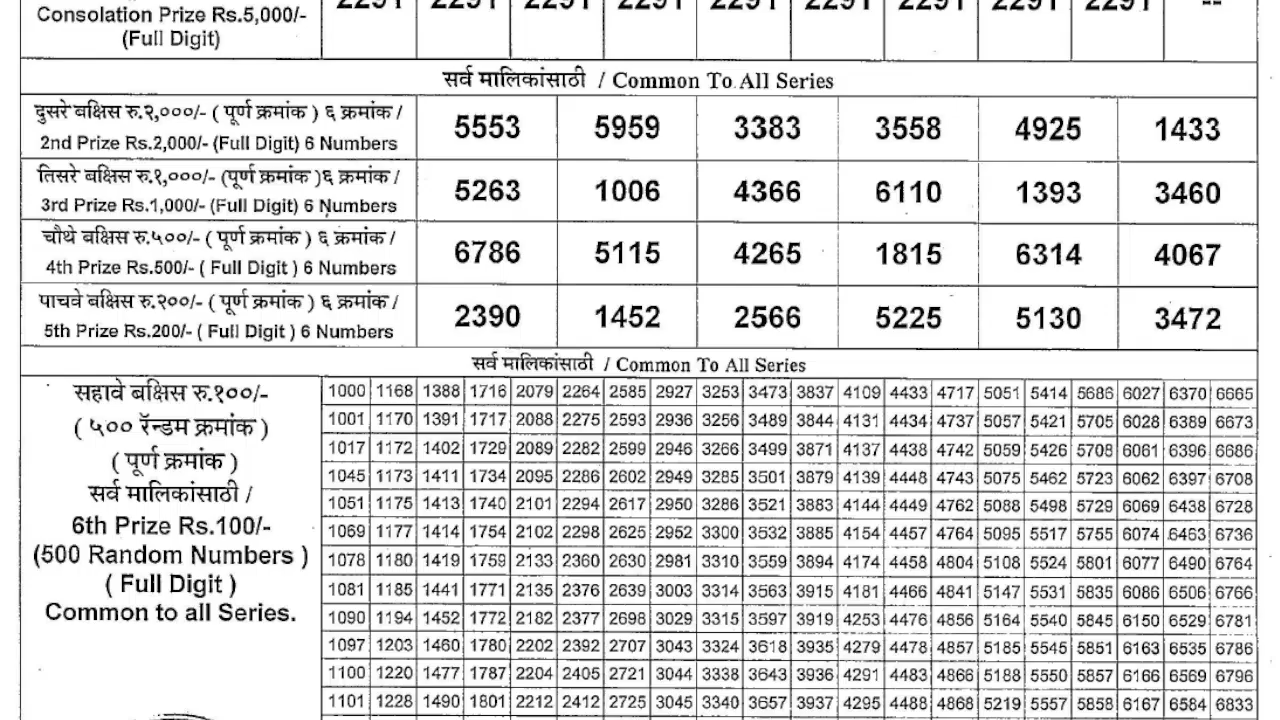 Consolation Prize Rs.5,000/- 2291 2291 2291 2291 2291 2291 2291 2291 2291 --
(Full Digit)
सर्व मालिकांसाठी / Common To All Series
दुसरे बक्षिस रु.२,०००/- ( पूर्ण क्रमांक ) ६ क्रमांक /
2nd Prize Rs.2,000/- (Full Digit) 6 Numbers
5553 5959 3383 3558 4925 1433
तिसरे बक्षिस रु.१,०००/- (पूर्ण क्रमांक )६ क्रमांक /
3rd Prize Rs.1,000/- (Full Digit) 6 Numbers
5263 1006 4366 6110 1393 3460
चौथे बक्षिस रु.५००/- ( पूर्ण क्रमांक ) ६ क्रमांक /
4th Prize Rs.500/- ( Full Digit ) 6 Numbers
6786 5115 4265 1815 6314 4067
पाचवे बक्षिस रु.२००/- ( पूर्ण क्रमांक ) ६ क्रमांक /
5th Prize Rs.200/- ( Full Digit ) 6 Numbers
2390 1452 2566 5225 5130 3472
सर्व मालिकांसाठी / Common To All Series
सहावे बक्षिस रु.१००/-
( ५०० रॅन्डम क्रमांक )
( पूर्ण क्रमांक )
सर्व मालिकांसाठी /
6th Prize Rs.100/-
(500 Random Numbers )
( Full Digit )
Common to all Series.
1000 1168 1388 1716 2079 2264 2585 2927 3253 3473 3837 4109 4433 4717 5051 5414 5686 6027 6370 6665
1001 1170 1391 1717 2088 2275 2593 2936 3256 3489 3844 4131 4434 4737 5057 5421 5705 6028 6389 6673
1017 1172 1402 1729 2089 2282 2599 2946 3266 3499 3871 4137 4438 4742 5059 5426 5708 6061 6396 6686
1045 1173 1411 1734 2095 2286 2602 2949 3285 3501 3879 4139 4448 4743 5075 5462 5723 6062 6397 6708
1051 1175 1413 1740 2101 2294 2617 2950 3286 3521 3883 4144 4449 4762 5088 5498 5729 6069 6438 6728
1069 1177 1414 1754 2102 2298 2625 2952 3300 3532 3885 4154 4457 4764 5095 5517 5755 6074 6463 6736
1078 1180 1419 1759 2133 2360 2630 2981 3310 3559 3894 4174 4458 4804 5108 5524 5801 6077 6490 6764
1081 1185 1441 1771 2135 2376 2639 3003 3314 3563 3915 4181 4466 4841 5147 5531 5835 6086 6506 6766
1090 1194 1452 1772 2182 2377 2698 3029 3315 3597 3919 4253 4476 4856 5164 5540 5845 6150 6529 6781
1097 1203 1460 1780 2202 2392 2707 3043 3324 3618 3935 4279 4478 4857 5185 5545 5851 6163 6535 6786
1100 1220 1477 1787 2204 2405 2721 3044 3338 3643 3936 4291 4483 4866 5188 5550 5857 6166 6569 6796
1101 1228 1490 1801 2212 2412 2725 3045 3340 3657 3937 4295 4488 4868 5219 5557 5858 6167 6584 6833